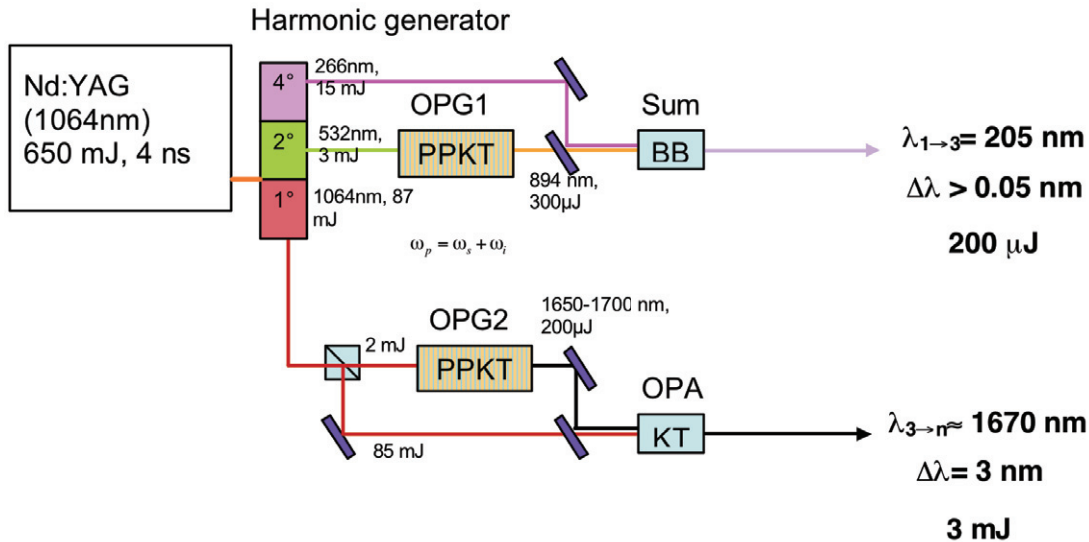 Harmonic generator
Nd:YAG
(1064nm)
650 mJ, 4 ns
4°
266nm,
15 mJ
2°
532nm,
3 mJ
1°
1064nm, 87
mJ
OPG1
PPKT
894 nm,
300µJ
Sum
BB
λ1→3= 205 nm
Δλ > 0.05 nm
200 µJ
ωp = ωs + ωi
2 mJ
OPG2
PPKT
1650-1700 nm,
200µJ
85 mJ
OPA
KT
λ3→n≈ 1670 nm
Δλ= 3 nm
3 mJ